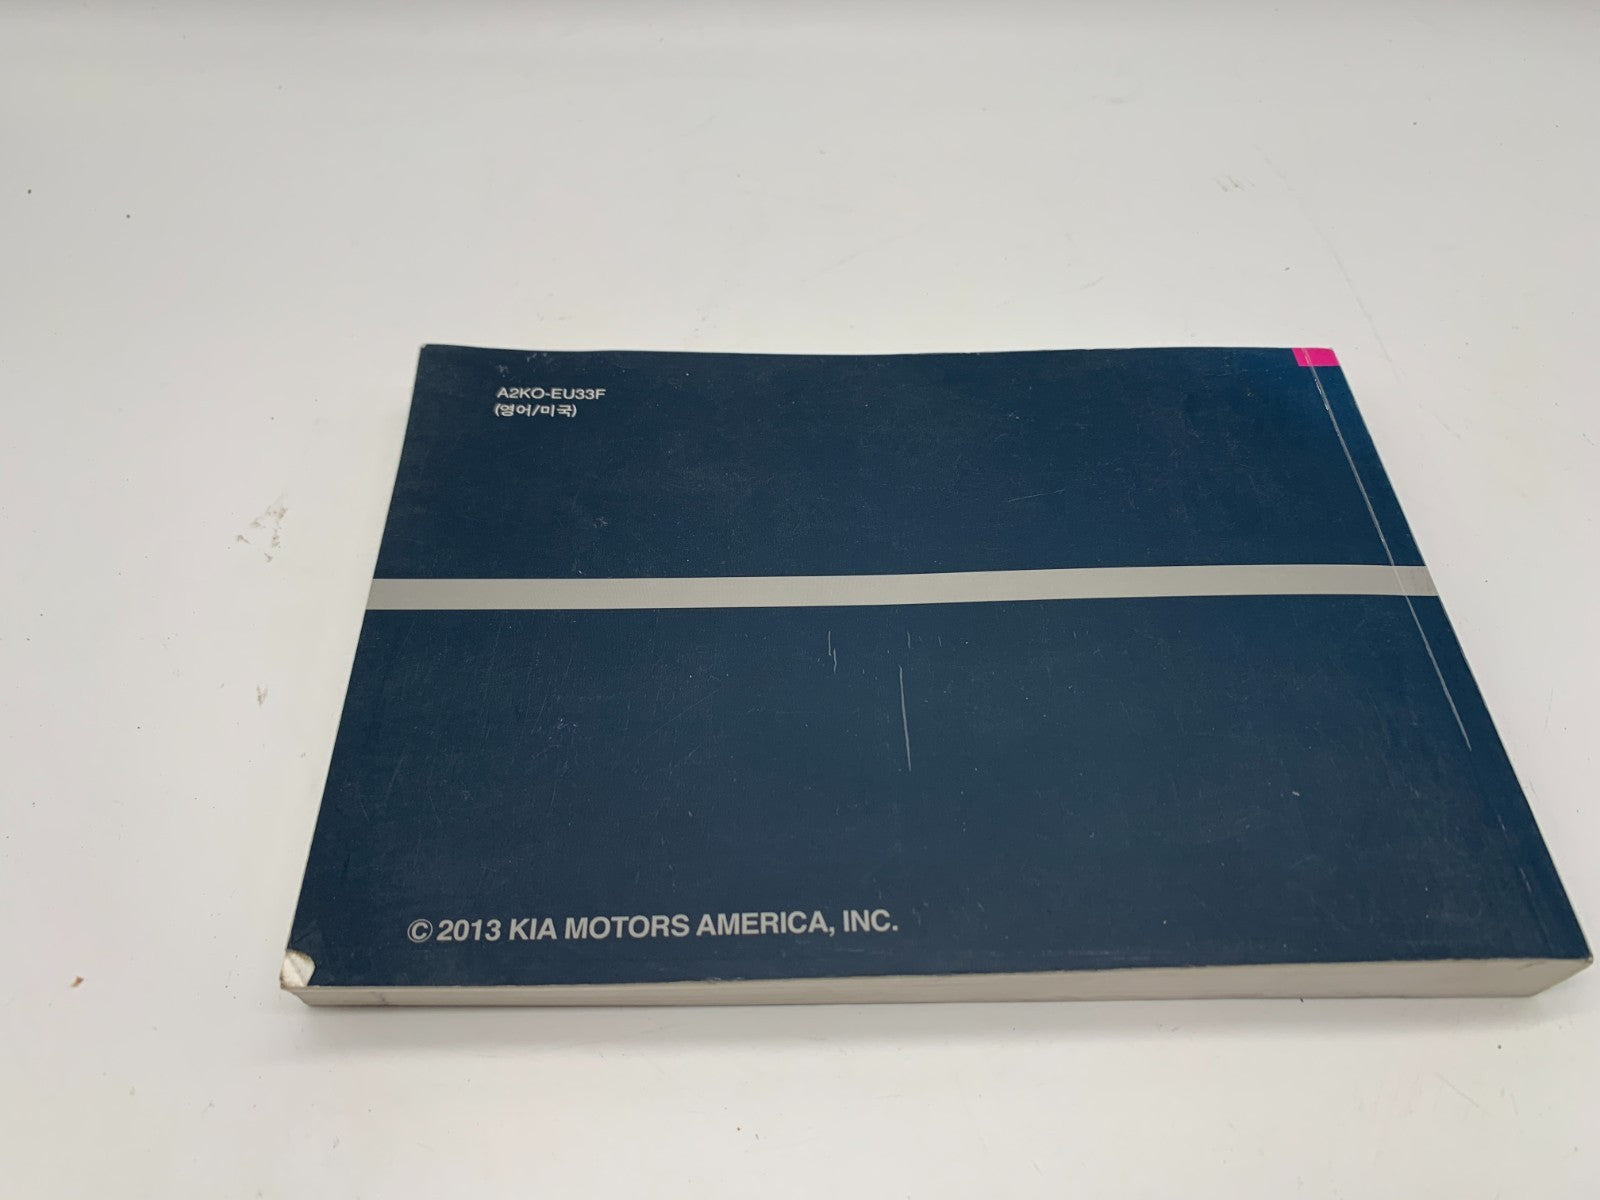 A2KO-EU33F
(영어/미국)
© 2013 KIA MOTORS AMERICA, INC.